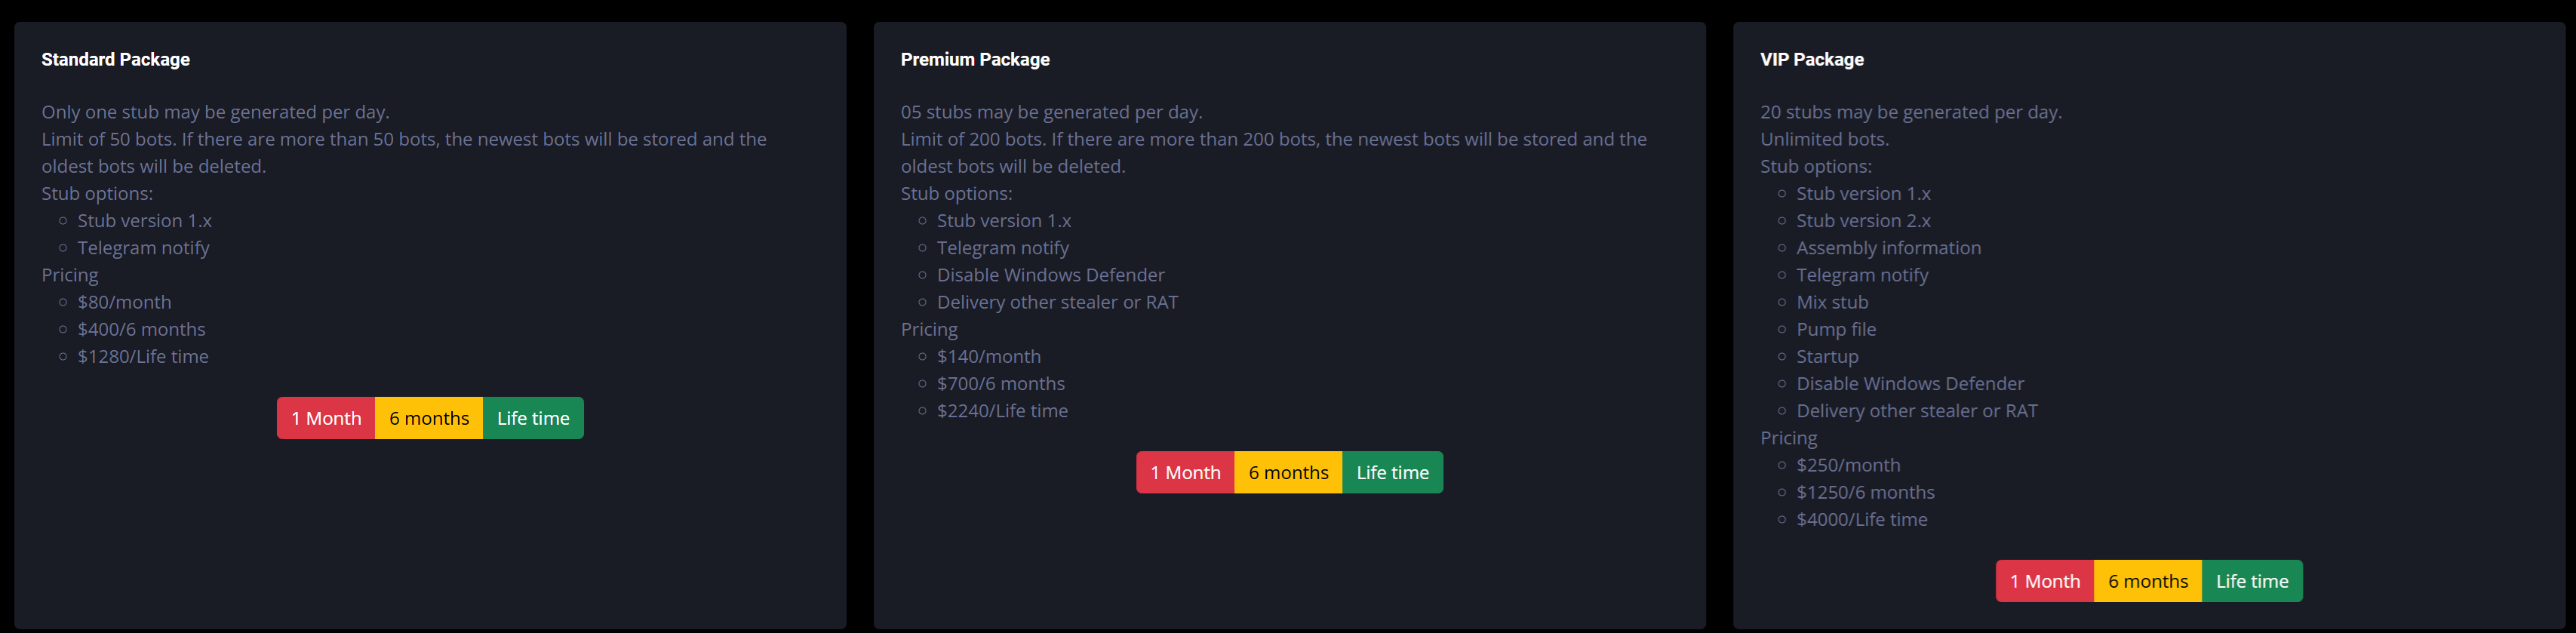 Standard Package
Only one stub may be generated per day.
Limit of 50 bots. If there are more than 50 bots, the newest bots will be stored and the
oldest bots will be deleted.
Stub options:
Stub version 1.x
Telegram notify
Pricing
$80/month
$400/6 months
$1280/Life time
1 Month
6 months
Life time
Premium Package
05 stubs may be generated per day.
Limit of 200 bots. If there are more than 200 bots, the newest bots will be stored and the
oldest bots will be deleted.
Stub options:
Stub version 1.x
Telegram notify
Disable Windows Defender
Delivery other stealer or RAT
Pricing
$140/month
$700/6 months
$2240/Life time
1 Month
6 months
Life time
VIP Package
20 stubs may be generated per day.
Unlimited bots.
Stub options:
Stub version 1.x
Stub version 2.x
Assembly information
Telegram notify
Mix stub
Pump file
Startup
Disable Windows Defender
Delivery other stealer or RAT
Pricing
$250/month
$1250/6 months
$4000/Life time
1 Month
6 months
Life time